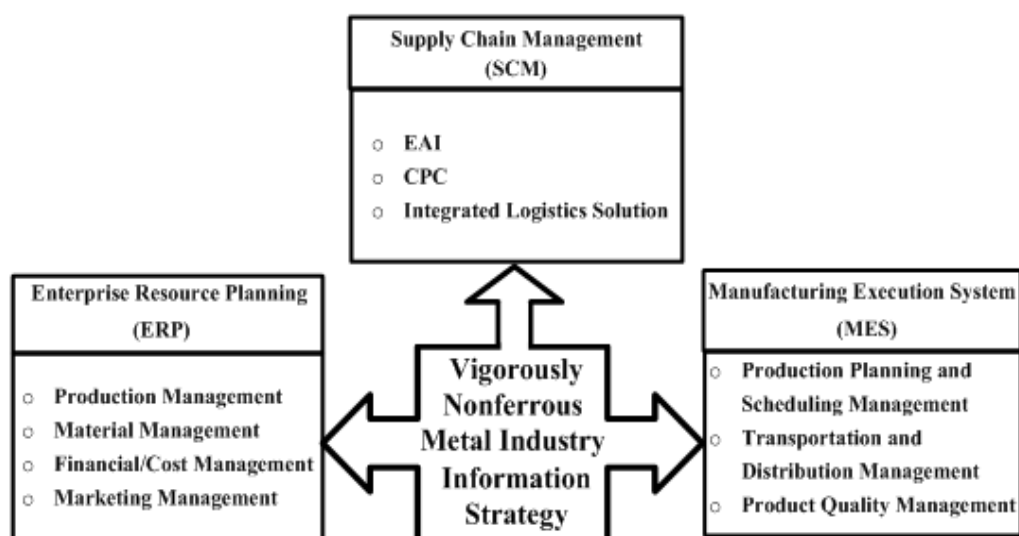 Supply Chain Management
(SCM)
EAI
CPC
Integrated Logistics Solution
Enterprise Resource Planning
(ERP)
Production Management
Material Management
Financial/Cost Management
Marketing Management
Vigorously
Nonferrous
Metal Industry
Information
Strategy
Manufacturing Execution System
(MES)
Production Planning and
Scheduling Management
Transportation and
Distribution Management
Product Quality Management